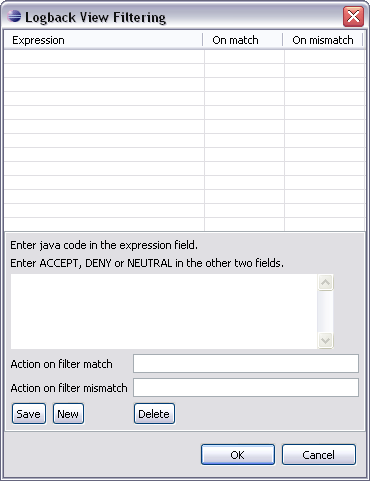 Logback View Filtering
Expression On match On mismatch
Enter java code in the expression field.
Enter ACCEPT, DENY or NEUTRAL in the other two fields.
Action on filter match
Action on filter mismatch
Save New Delete
OK Cancel